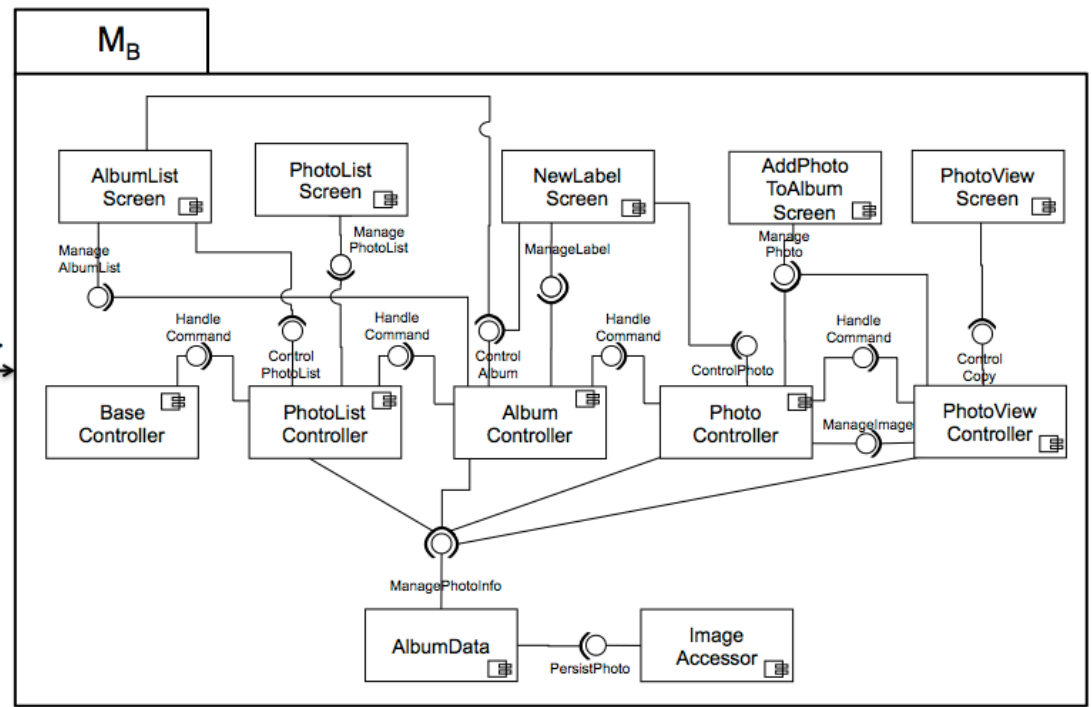 MB
AlbumList
Screen
PhotoList
Screen
NewLabel
Screen
AddPhoto
ToAlbum
Screen
PhotoView
Screen
Manage
AlbumList
Manage
PhotoList
ManageLabel
Manage
Photo
Handle
Command
Control
PhotoList
Handle
Command
Control
Album
Handle
Command
ControlPhoto
Handle
Command
Control
Copy
Base
Controller
PhotoList
Controller
Album
Controller
Photo
Controller
ManageImage
PhotoView
Controller
ManagePhotoInfo
AlbumData
PersistPhoto
Image
Accessor